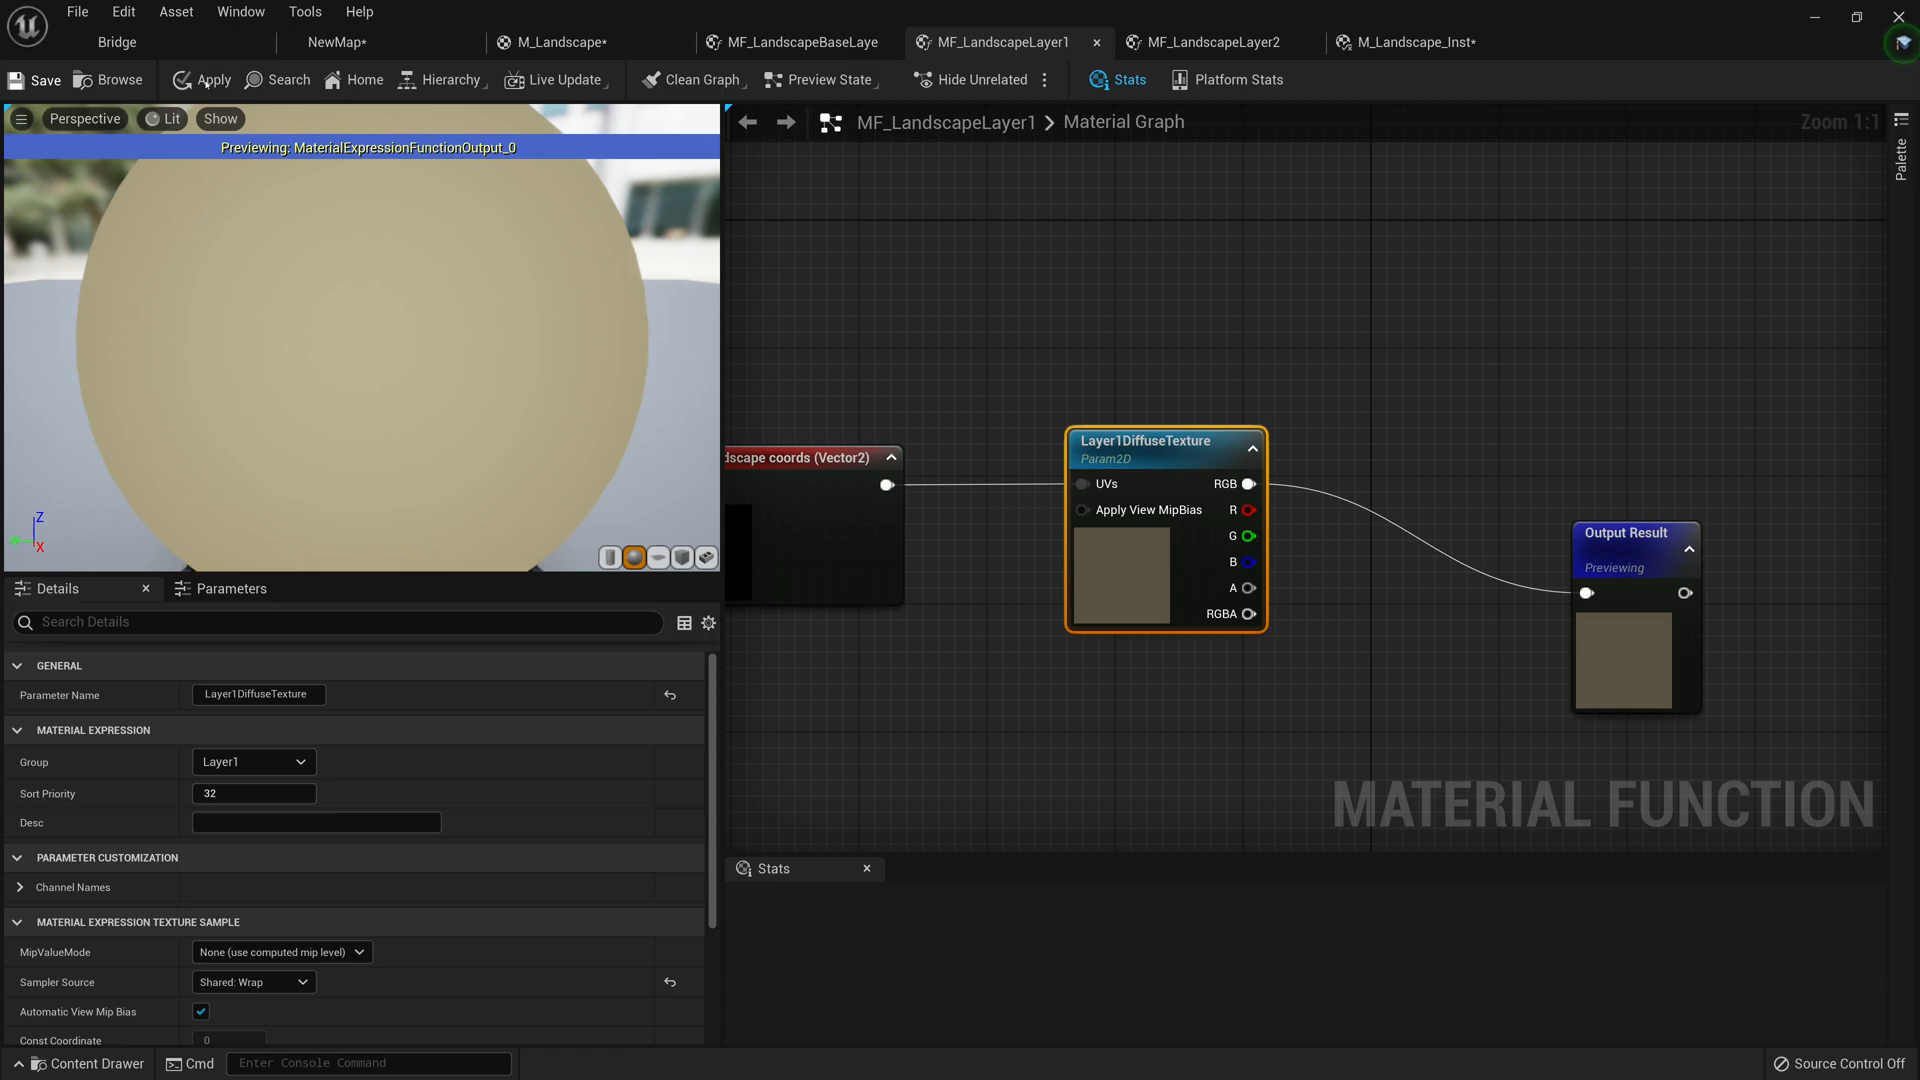 File Edit Asset Window Tools Help
Bridge NewMap* M_Landscape* MF_LandscapeBaseLaye MF_LandscapeLayer1 MF_LandscapeLayer2 M_Landscape_Inst*
Save Browse Apply Search Home Hierarchy Live Update Clean Graph Preview State Hide Unrelated Stats Platform Stats
Perspective Lit Show
Previewing: MaterialExpressionFunctionOutput_0
Z
X
MF_LandscapeLayer1 Material Graph
Zoom 1:1
Palette
dscape coords (Vector2)
Layer1DiffuseTexture
Param2D
UVs RGB
Apply View MipBias R
G
B
A
RGBA
Output Result
Previewing
MATERIAL FUNCTION
Details Parameters
Search Details
GENERAL
Parameter Name Layer1DiffuseTexture
MATERIAL EXPRESSION
Group Layer1
Sort Priority 32
Desc
PARAMETER CUSTOMIZATION
Channel Names
MATERIAL EXPRESSION TEXTURE SAMPLE
MipValueMode None (use computed mip level)
Sampler Source Shared: Wrap
Automatic View Mip Bias
Const Coordinate 0
Stats
Content Drawer Cmd Enter Console Command Source Control Off